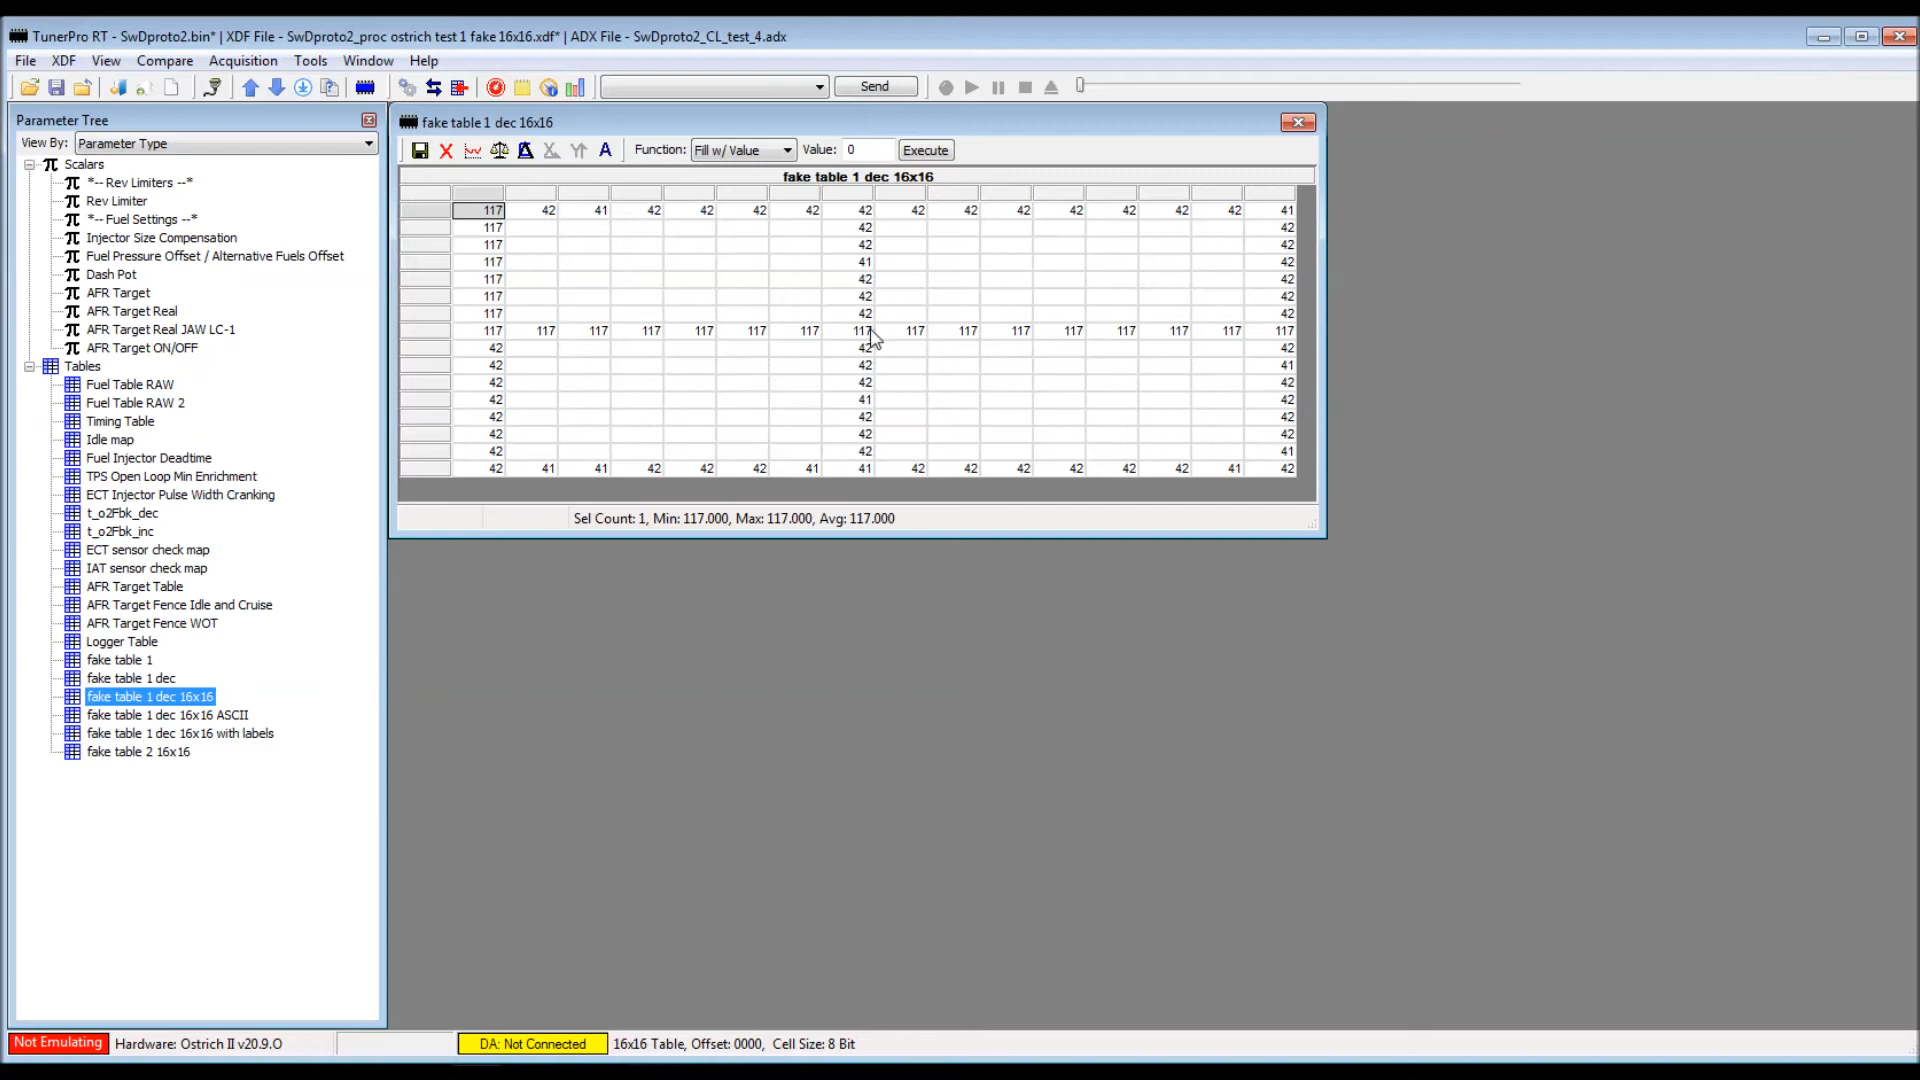 TunerPro RT - SwDproto2.bin* | XDF File - SwDproto2_proc ostrich test 1 fake 16x16.xdf* | ADX File - SwDproto2_CL_test_4.adx
File XDF View Compare Acquisition Tools Window Help
Send
Parameter Tree
View By: Parameter Type
Scalars
*-- Rev Limiters --*
Rev Limiter
*-- Fuel Settings --*
Injector Size Compensation
Fuel Pressure Offset / Alternative Fuels Offset
Dash Pot
AFR Target
AFR Target Real
AFR Target Real JAW LC-1
AFR Target ON/OFF
Tables
Fuel Table RAW
Fuel Table RAW 2
Timing Table
Idle map
Fuel Injector Deadtime
TPS Open Loop Min Enrichment
ECT Injector Pulse Width Cranking
t_o2Fbk_dec
t_o2Fbk_inc
ECT sensor check map
IAT sensor check map
AFR Target Table
AFR Target Fence Idle and Cruise
AFR Target Fence WOT
Logger Table
fake table 1
fake table 1 dec
fake table 1 dec 16x16
fake table 1 dec 16x16 ASCII
fake table 1 dec 16x16 with labels
fake table 2 16x16
fake table 1 dec 16x16
Function: Fill w/ Value Value: 0 Execute
fake table 1 dec 16x16
117 42 41 42 42 42 42 42 42 42 42 42 42 42 42 41
117 42 42
117 42 42
117 41 42
117 42 42
117 42 42
117 42 42
117 117 117 117 117 117 117 117 117 117 117 117 117 117 117 117
42 42 42
42 42 41
42 42 42
42 41 42
42 42 42
42 42 42
42 42 41
42 41 41 42 42 42 41 41 42 42 42 42 42 42 41 42
Sel Count: 1, Min: 117.000, Max: 117.000, Avg: 117.000
Not Emulating Hardware: Ostrich II v20.9.O DA: Not Connected 16x16 Table, Offset: 0000, Cell Size: 8 Bit